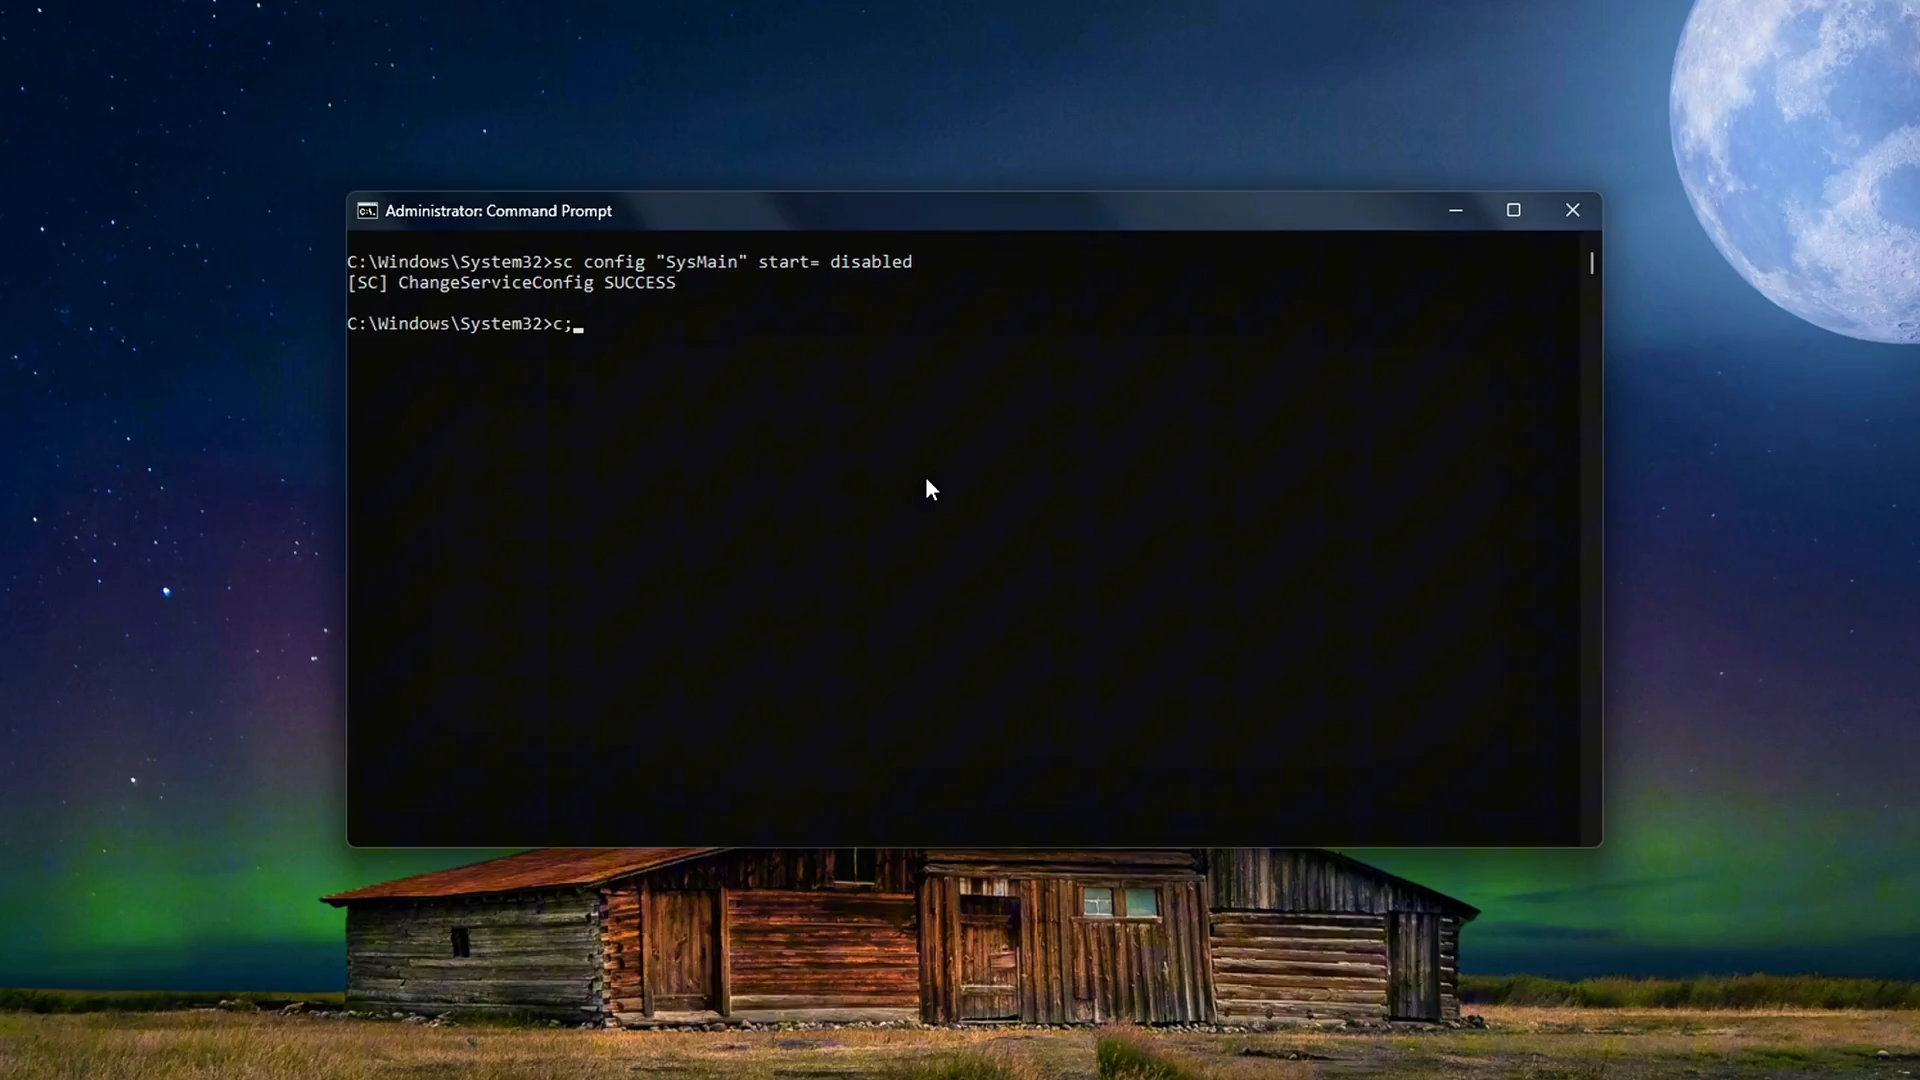 Administrator: Command Prompt
C:\Windows\System32>sc config "SysMain" start= disabled
[SC] ChangeServiceConfig SUCCESS
C:\Windows\System32>c;